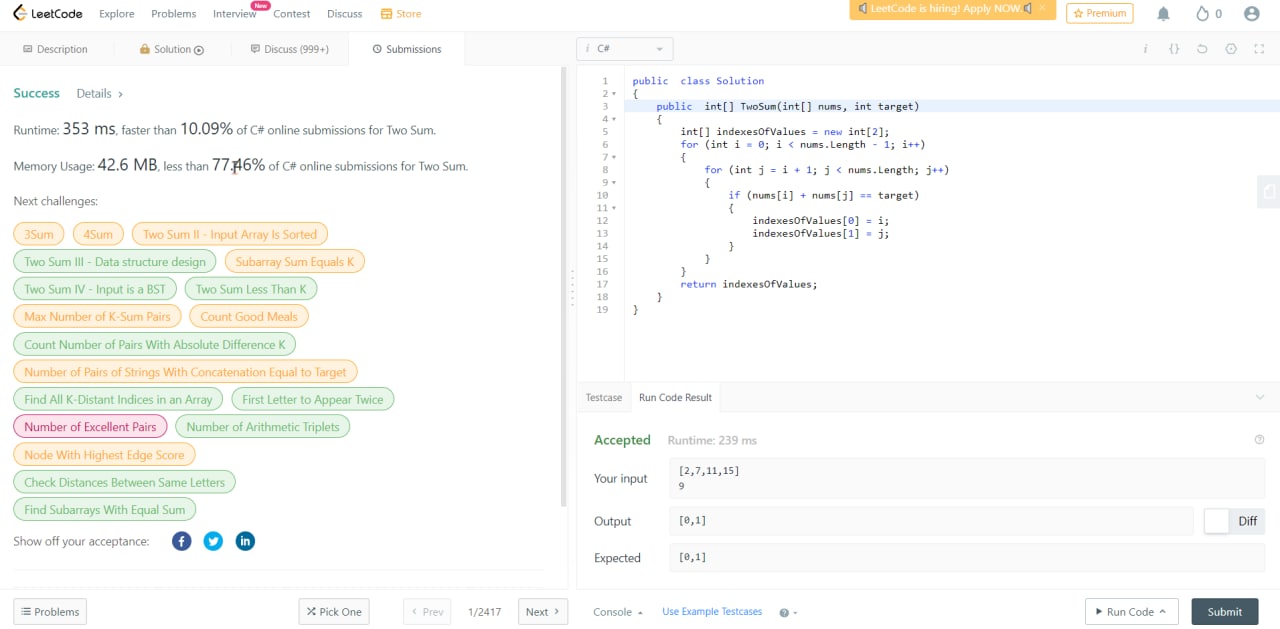 LeetCode Explore Problems Interview New Contest Discuss Store LeetCode is hiring! Apply NOW. Premium 0
Description Solution Discuss (999+) Submissions
i C#
Success Details >
Runtime: 353 ms, faster than 10.09% of C# online submissions for Two Sum.
Memory Usage: 42.6 MB, less than 77.46% of C# online submissions for Two Sum.
Next challenges:
3Sum 4Sum Two Sum II - Input Array Is Sorted
Two Sum III - Data structure design Subarray Sum Equals K
Two Sum IV - Input is a BST Two Sum Less Than K
Max Number of K-Sum Pairs Count Good Meals
Count Number of Pairs With Absolute Difference K
Number of Pairs of Strings With Concatenation Equal to Target
Find All K-Distant Indices in an Array First Letter to Appear Twice
Number of Excellent Pairs Number of Arithmetic Triplets
Node With Highest Edge Score
Check Distances Between Same Letters
Find Subarrays With Equal Sum
Show off your acceptance:
1 public class Solution
2 {
3 public int[] TwoSum(int[] nums, int target)
4 {
5 int[] indexesOfValues = new int[2];
6 for (int i = 0; i < nums.Length - 1; i++)
7 {
8 for (int j = i + 1; j < nums.Length; j++)
9 {
10 if (nums[i] + nums[j] == target)
11 {
12 indexesOfValues[0] = i;
13 indexesOfValues[1] = j;
14 }
15 }
16 }
17 return indexesOfValues;
18 }
19 }
Testcase Run Code Result
Accepted Runtime: 239 ms
Your input
[2,7,11,15]
9
Output [0,1] Diff
Expected [0,1]
Problems Pick One < Prev 1/2417 Next > Console Use Example Testcases Run Code Submit